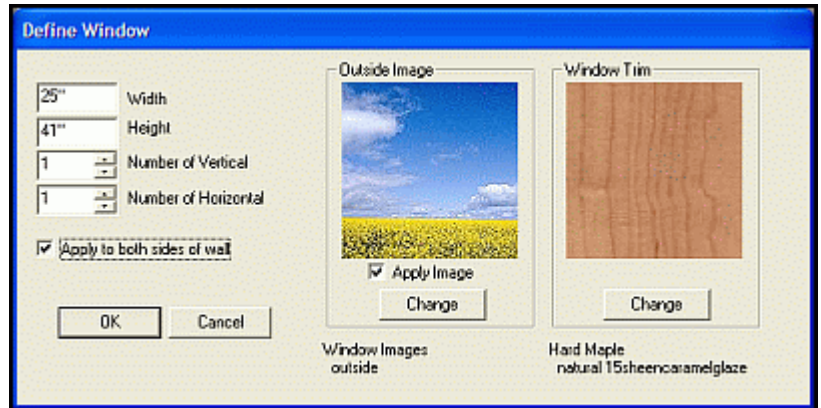 Define Window
25" Width
41" Height
1 Number of Vertical
1 Number of Horizontal
Apply to both sides of wall
OK Cancel
Outside Image
Apply Image
Change
Window Images
outside
Window Trim
Change
Hard Maple
natural 15sheencaramelglaze